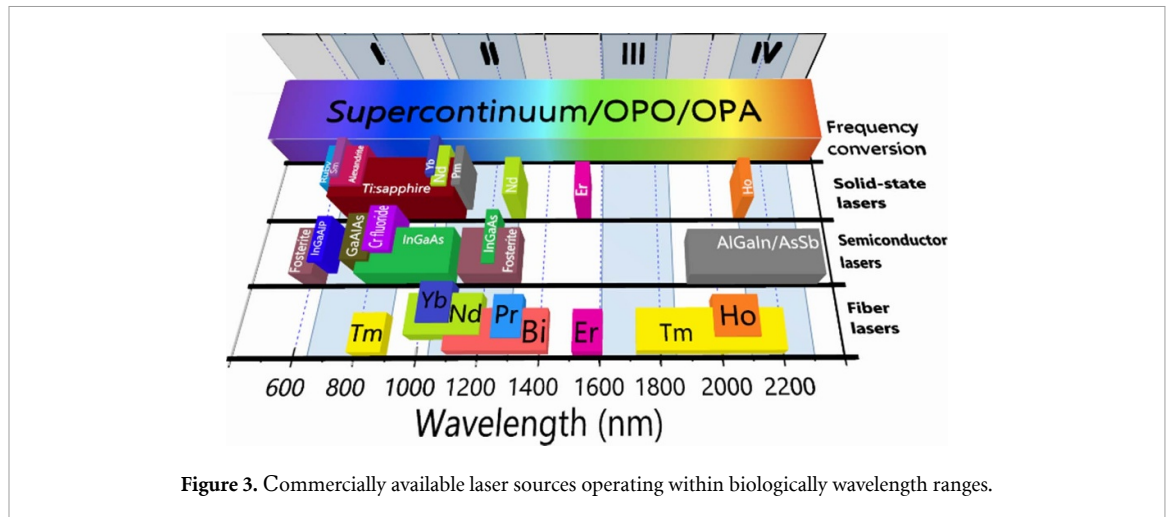 I II III IV
Supercontinuum/OPO/OPA
Frequency
conversion
Ruby
Sm
Alexandrite
Ti:sapphire
Yb
Nd
Pm
Nd
Er
Ho
Solid-state
lasers
Fosterite
InGaAlP
GaAlAs
Cr fluoride
InGaAs
InGaAs
Fosterite
AlGaIn/AsSb
Semiconductor
lasers
Tm
Yb
Nd
Pr
Bi
Er
Tm
Ho
Fiber
lasers
600 800 1000 1200 1400 1600 1800 2000 2200
Wavelength (nm)
Figure 3. Commercially available laser sources operating within biologically wavelength ranges.